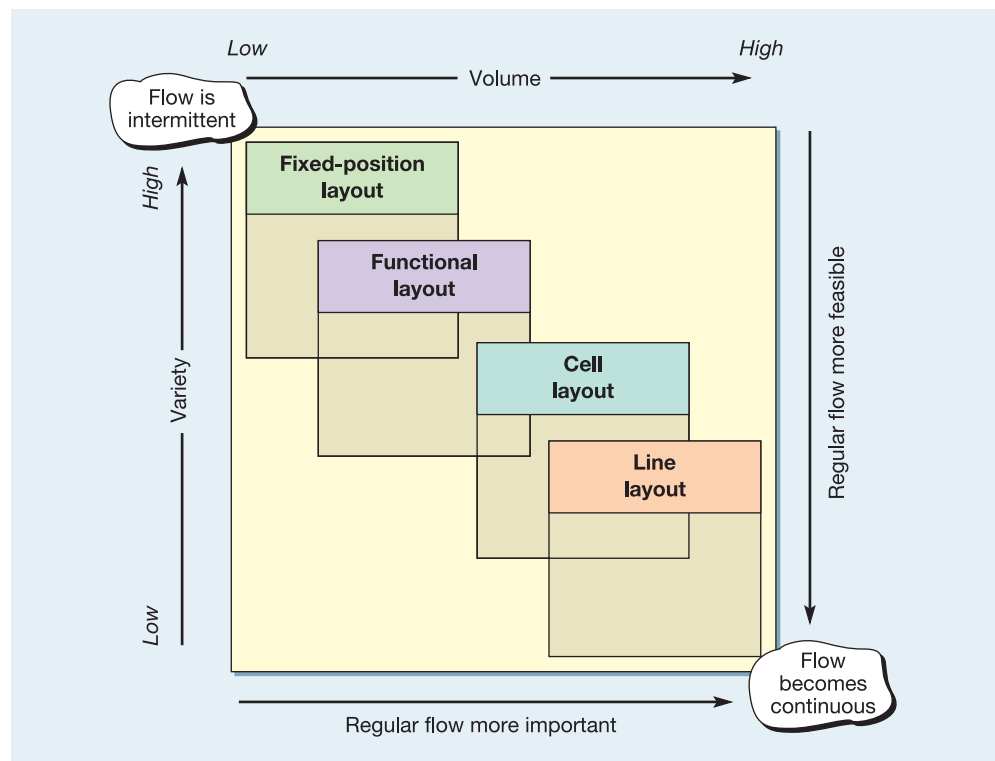 Low
High
Volume
Flow is
intermittent
Fixed-position
layout
High
Functional
layout
Regular flow more feasible
Cell
layout
Variety
Line
layout
Low
Flow
becomes
continuous
Regular flow more important